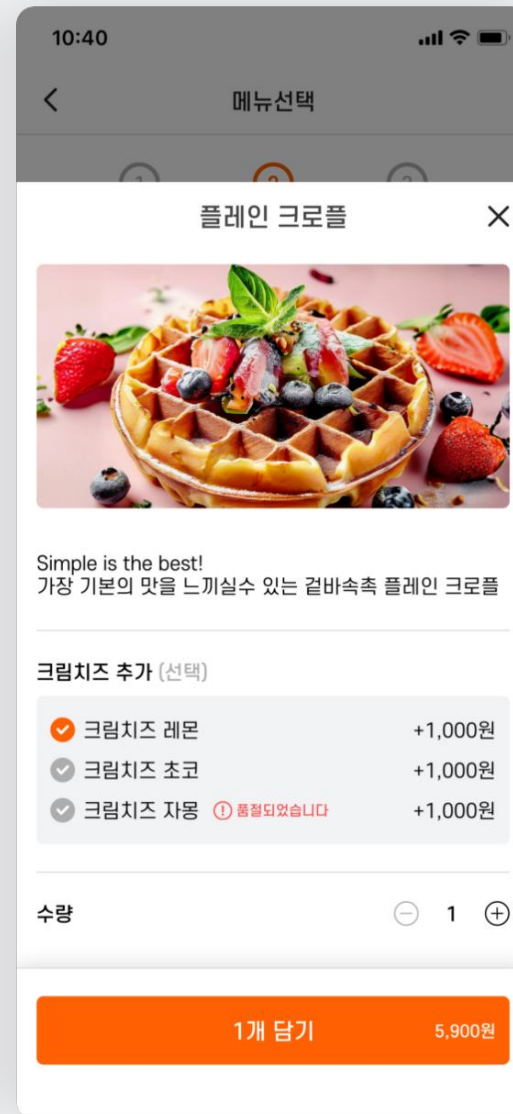 10:40
메뉴선택
1 2 3
플레인 크로플
Simple is the best!
가장 기본의 맛을 느끼실수 있는 겉바속촉 플레인 크로플
크림치즈 추가 (선택)
크림치즈 레몬 +1,000원
크림치즈 초코 +1,000원
크림치즈 자몽 품절되었습니다 +1,000원
수량 1
1개 담기 5,900원